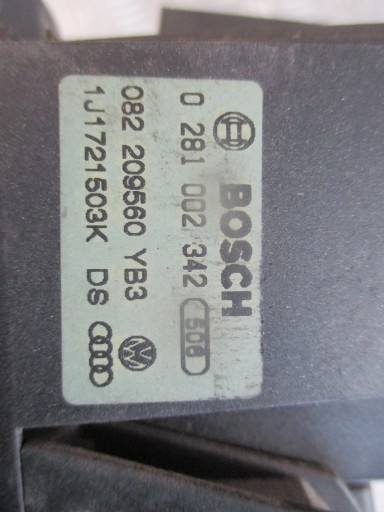 BOSCH
0 281 002 342 508
082 209560 YB3
1J1721503K DS